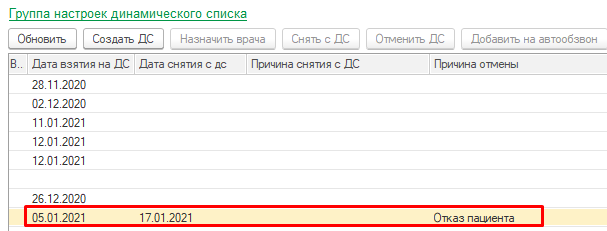 Группа настроек динамического списка
Обновить Создать ДС Назначить врача Снять с ДС Отменить ДС Добавить на автообзвон
В.. Дата взятия на ДС Дата снятия с дс Причина снятия с ДС Причина отмены
28.11.2020
02.12.2020
11.01.2021
12.01.2021
12.01.2021
26.12.2020
05.01.2021 17.01.2021 Отказ пациента